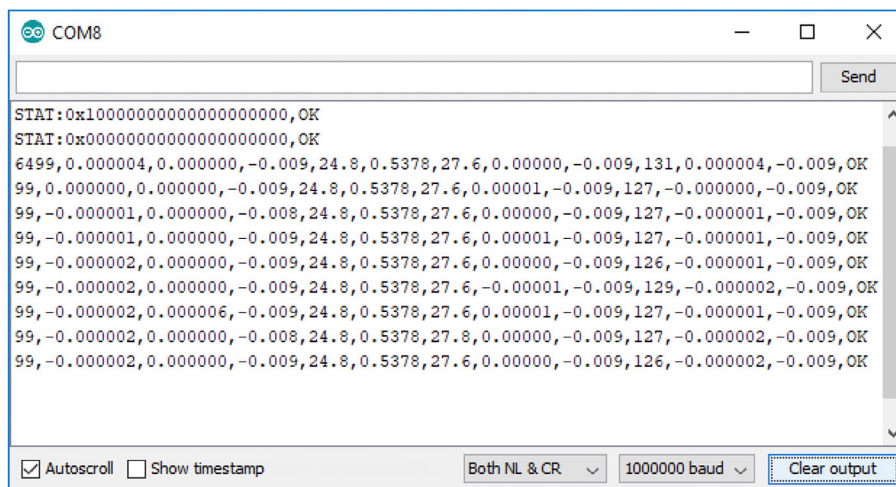 COM8
Send
STAT:0x10000000000000000000,OK
STAT:0x00000000000000000000,OK
6499,0.000004,0.000000,-0.009,24.8,0.5378,27.6,0.00000,-0.009,131,0.000004,-0.009,OK
99,0.000000,0.000000,-0.009,24.8,0.5378,27.6,0.00001,-0.009,127,-0.000000,-0.009,OK
99,-0.000001,0.000000,-0.008,24.8,0.5378,27.6,0.00000,-0.009,127,-0.000001,-0.009,OK
99,-0.000001,0.000000,-0.009,24.8,0.5378,27.6,0.00001,-0.009,127,-0.000001,-0.009,OK
99,-0.000002,0.000000,-0.009,24.8,0.5378,27.6,0.00000,-0.009,126,-0.000001,-0.009,OK
99,-0.000002,0.000000,-0.009,24.8,0.5378,27.6,-0.00001,-0.009,129,-0.000002,-0.009,OK
99,-0.000002,0.000006,-0.009,24.8,0.5378,27.6,0.00001,-0.009,127,-0.000001,-0.009,OK
99,-0.000002,0.000000,-0.008,24.8,0.5378,27.8,0.00000,-0.009,127,-0.000002,-0.009,OK
99,-0.000002,0.000000,-0.009,24.8,0.5378,27.6,0.00000,-0.009,126,-0.000002,-0.009,OK
Autoscroll Show timestamp Both NL & CR 1000000 baud Clear output